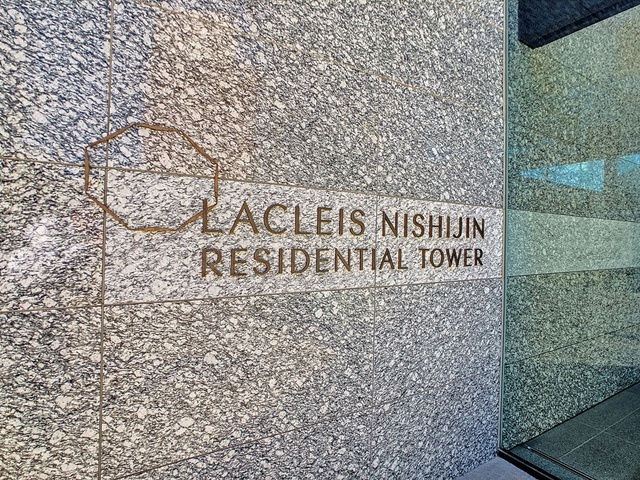 LACLEIS NISHIJIN
RESIDENTIAL TOWER